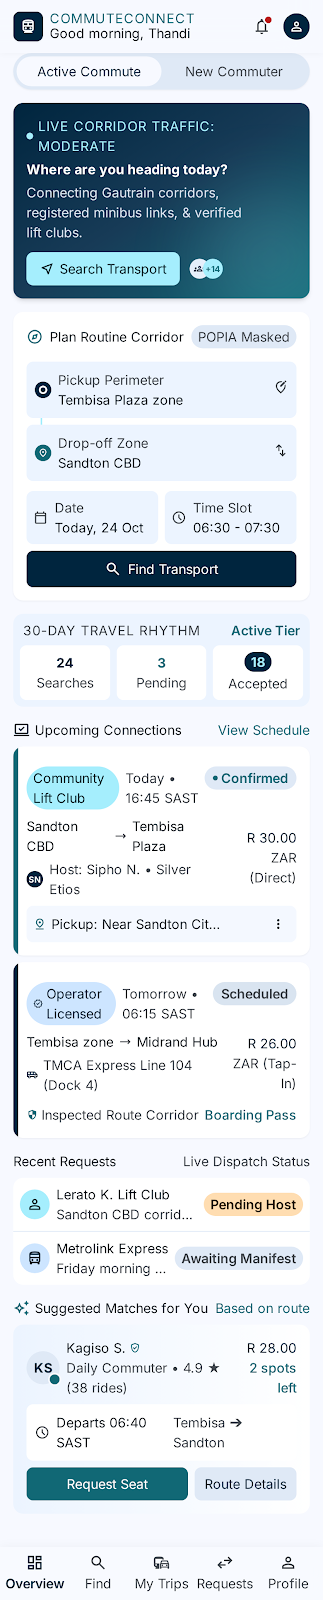 COMMUTECONNECT
Good morning, Thandi
Active Commute
New Commuter
LIVE CORRIDOR TRAFFIC:
MODERATE
Where are you heading today?
Connecting Gautrain corridors,
registered minibus links, & verified
lift clubs.
Search Transport
+14
Plan Routine Corridor
POPIA Masked
Pickup Perimeter
Tembisa Plaza zone
Drop-off Zone
Sandton CBD
Date
Today, 24 Oct
Time Slot
06:30 - 07:30
Find Transport
30-DAY TRAVEL RHYTHM
Active Tier
24
Searches
3
Pending
18
Accepted
Upcoming Connections
View Schedule
Community
Lift Club
Today •
16:45 SAST
• Confirmed
Sandton
CBD
→
Tembisa
Plaza
R 30.00
ZAR
(Direct)
SN
Host: Sipho N. • Silver
Etios
Pickup: Near Sandton Cit...
Operator
Licensed
Tomorrow •
06:15 SAST
Scheduled
Tembisa zone → Midrand Hub
R 26.00
ZAR (Tap-
In)
TMCA Express Line 104
(Dock 4)
Inspected Route Corridor
Boarding Pass
Recent Requests
Live Dispatch Status
Lerato K. Lift Club
Sandton CBD corrid...
Pending Host
Metrolink Express
Friday morning ...
Awaiting Manifest
Suggested Matches for You
Based on route
KS
Kagiso S.
Daily Commuter • 4.9 ★
(38 rides)
R 28.00
2 spots
left
Departs 06:40
SAST
Tembisa ➔
Sandton
Request Seat
Route Details
Overview
Find
My Trips
Requests
Profile